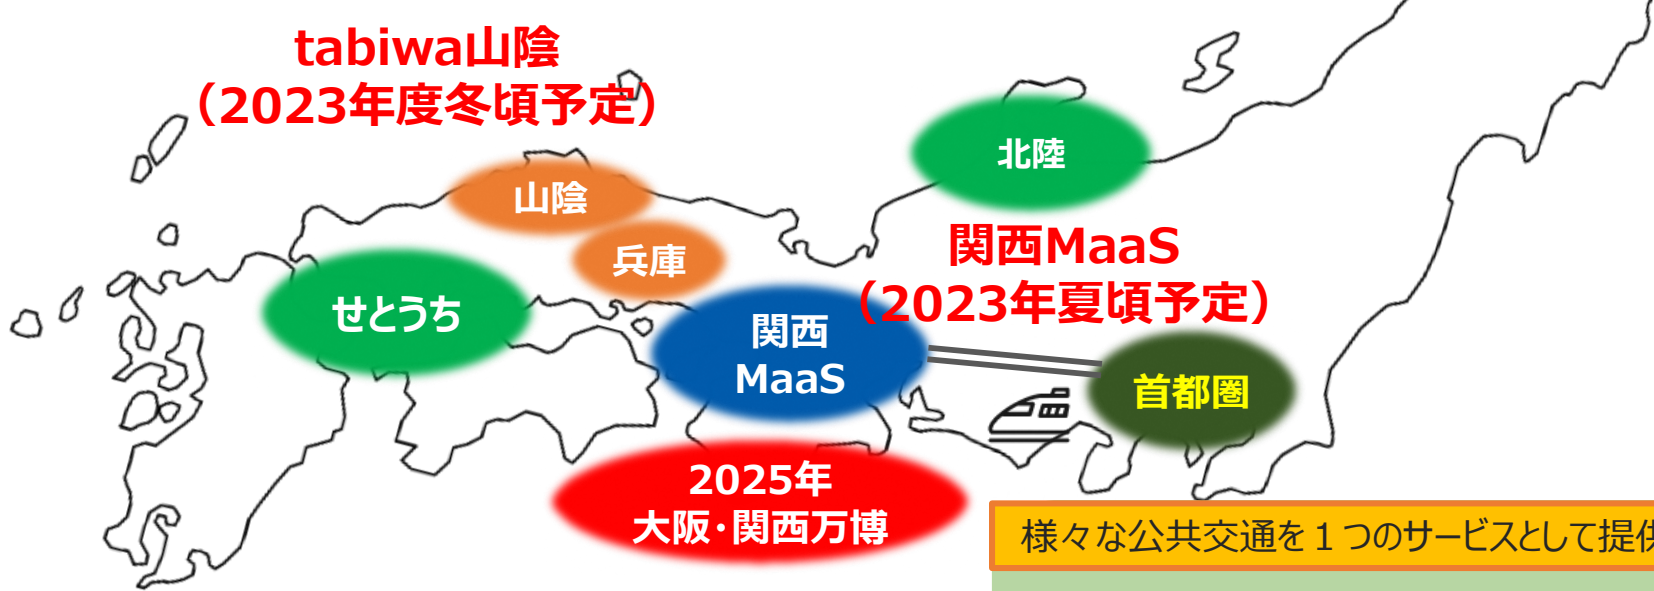 tabiwa山陰
（2023年度冬頃予定）
北陸
山陰
兵庫
関西MaaS
（2023年夏頃予定）
せとうち
関西
MaaS
首都圏
2025年
大阪・関西万博
様々な公共交通を１つのサービスとして提供